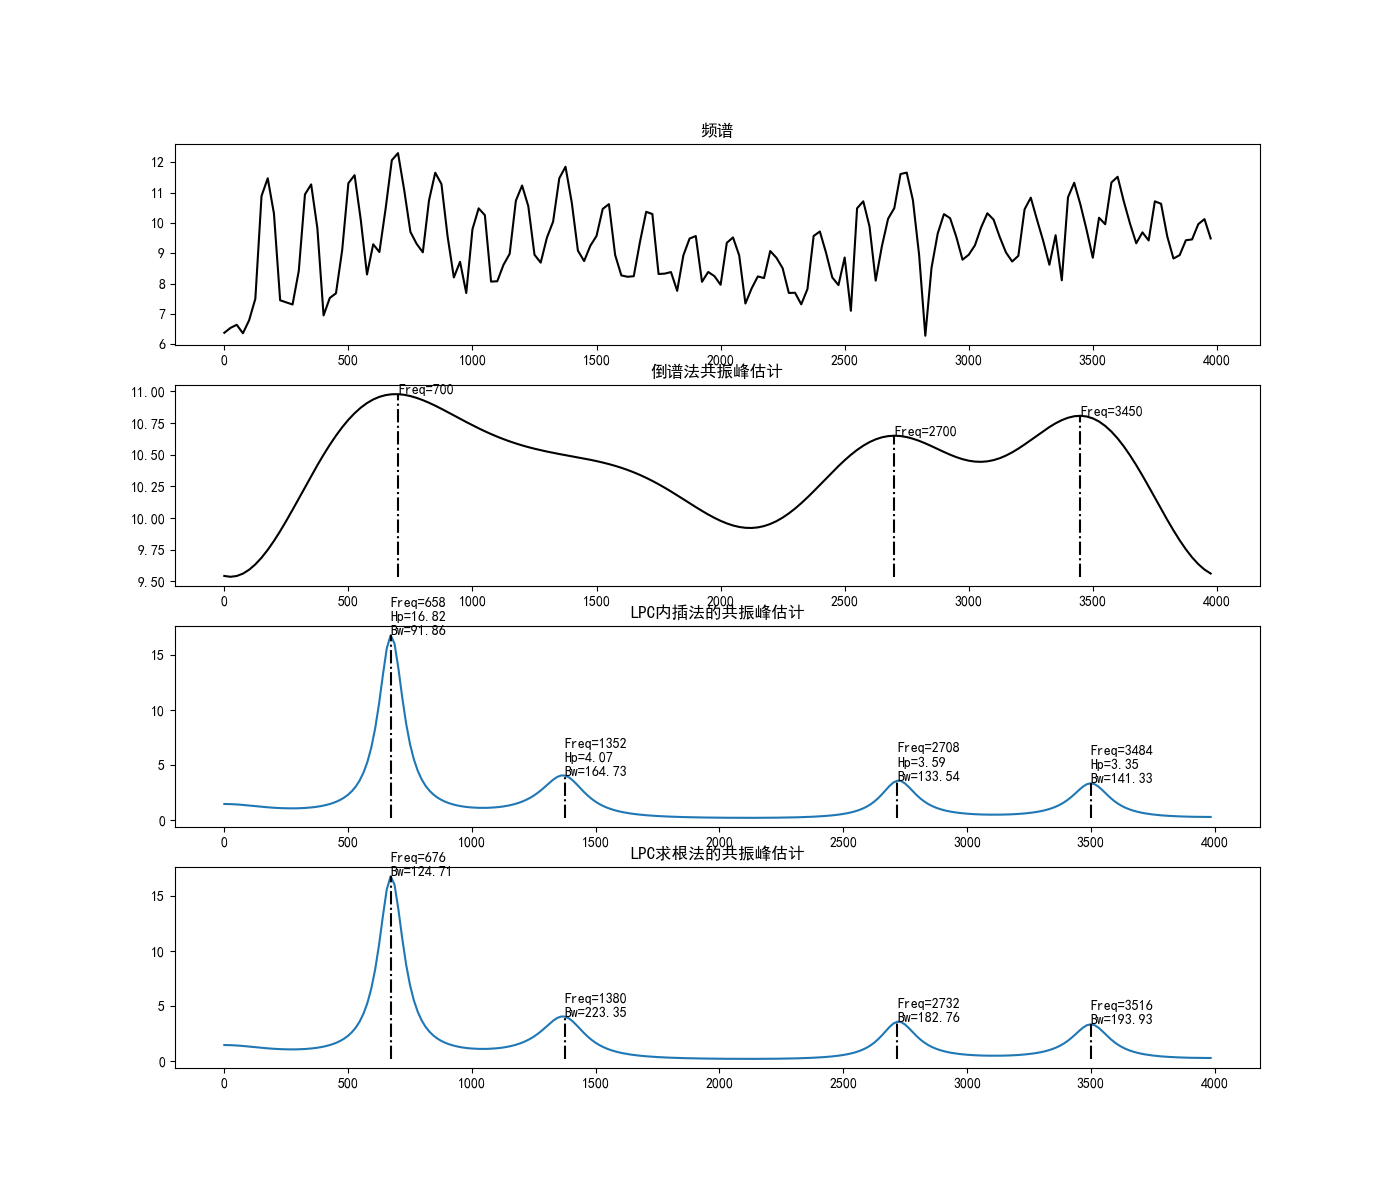 频谱
12
11
10
9
8
7
6
0 500 1000 1500 2000 2500 3000 3500 4000
倒谱法共振峰估计
11.00
10.75
10.50
10.25
10.00
9.75
9.50
Freq=700
Freq=2700
Freq=3450
0 500 1000 1500 2000 2500 3000 3500 4000
LPC内插法的共振峰估计
15
10
5
0
Freq=658
Hp=16.82
Bw=91.86
Freq=1352
Hp=4.07
Bw=164.73
Freq=2708
Hp=3.59
Bw=133.54
Freq=3484
Hp=3.35
Bw=141.33
0 500 1000 1500 2000 2500 3000 3500 4000
LPC求根法的共振峰估计
15
10
5
0
Freq=676
Bw=124.71
Freq=1380
Bw=223.35
Freq=2732
Bw=182.76
Freq=3516
Bw=193.93
0 500 1000 1500 2000 2500 3000 3500 4000